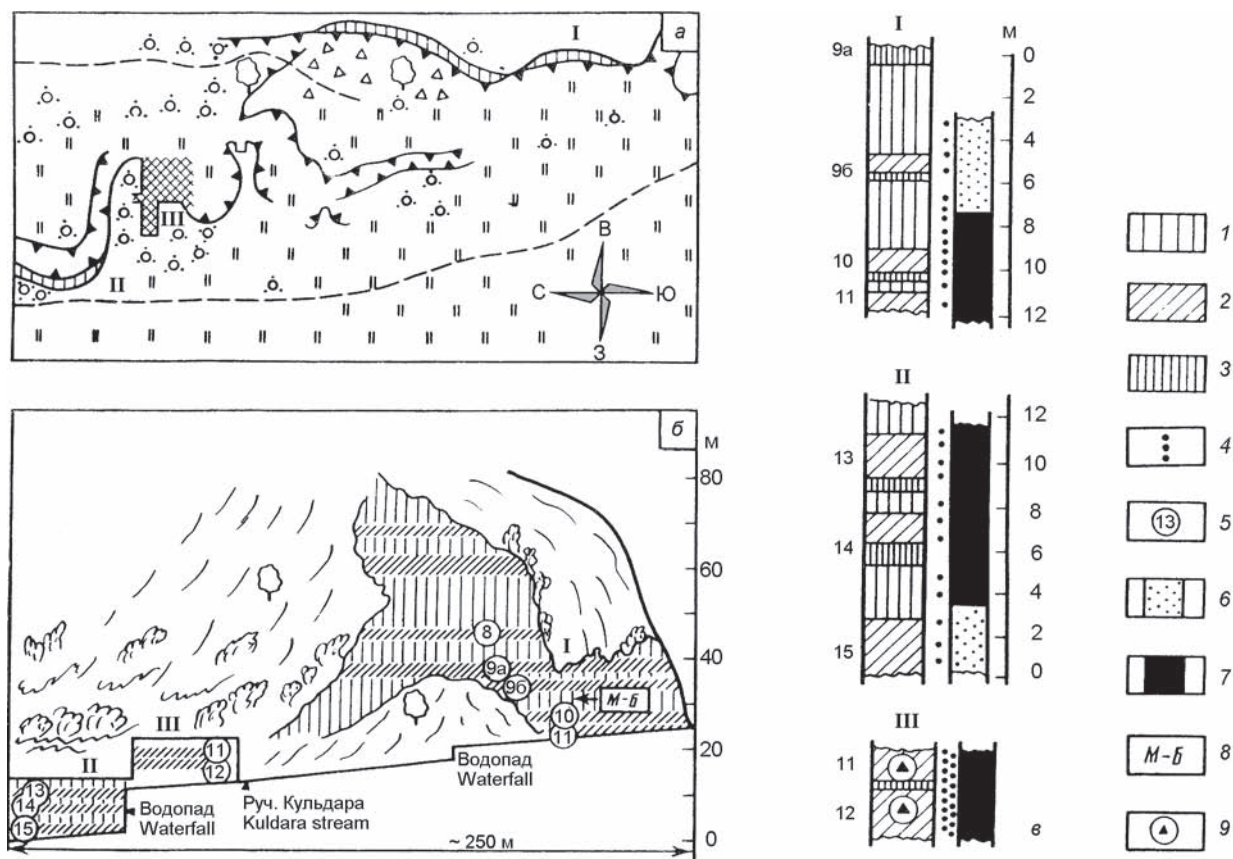 I
а
III
II
В
С
Ю
З
б
М
80
60
8
I
9а
40
9б
М-Б
10
11
III
20
11
12
II
13
14
15
Водопад
Waterfall
Водопад
Waterfall
Руч. Кульдара
Kuldara stream
0
~ 250 м
I
М
9а
0
2
4
9б
6
8
10
10
11
12
II
12
13
10
8
14
6
4
15
2
0
III
11
12
в
1
2
3
4
13
5
6
7
М-Б
8
9